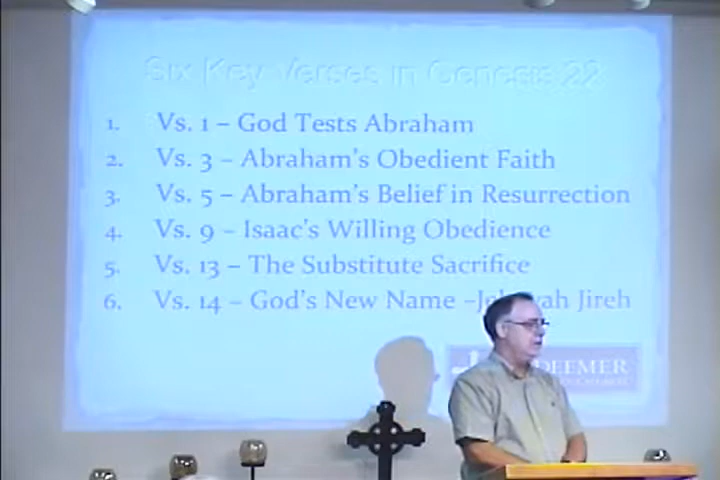 Six Key Verses in Genesis 22
1. Vs. 1 – God Tests Abraham
2. Vs. 3 – Abraham's Obedient Faith
3. Vs. 5 – Abraham's Belief in Resurrection
4. Vs. 9 – Isaac's Willing Obedience
5. Vs. 13 – The Substitute Sacrifice
6. Vs. 14 – God's New Name – Jireh